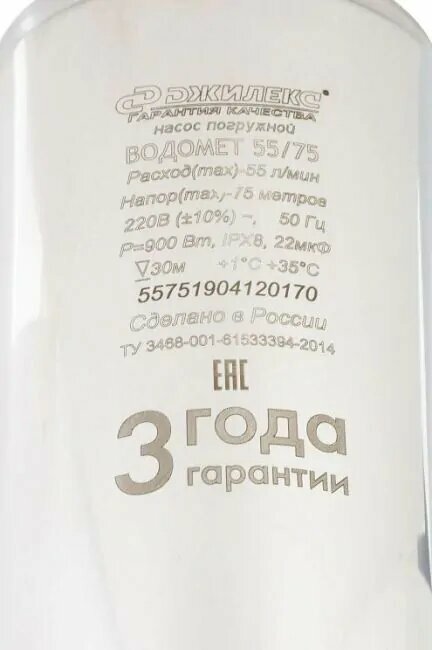 ДЖИЛЕКС®
ГАРАНТИЯ КАЧЕСТВА
насос погружной
ВОДОМЕТ 55/75
Расход(max)-55 л/мин
Напор(max)-75 метров
220В (±10%) ~, 50 Гц
P=900 Вт, IPX8, 22мкФ
30м +1°C +35°C
55751904120170
Сделано в России
ТУ 3468-001-61533394-2014
EAC
3 года
гарантии